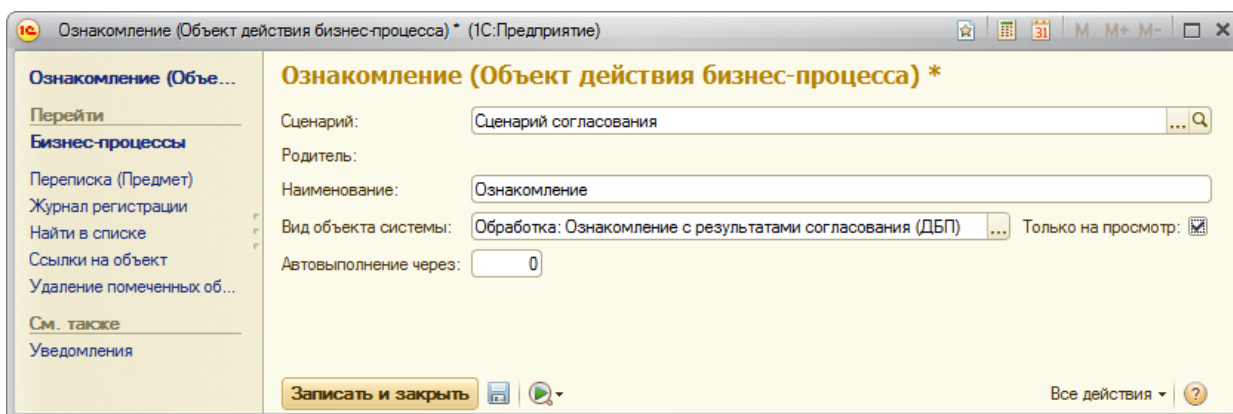 Ознакомление (Объект действия бизнес-процесса) * (1С:Предприятие)
31 M M+ M-
Ознакомление (Объе...
Перейти
Бизнес-процессы
Переписка (Предмет)
Журнал регистрации
Найти в списке
Ссылки на объект
Удаление помеченных об...
См. также
Уведомления
Ознакомление (Объект действия бизнес-процесса) *
Сценарий: Сценарий согласования ...
Родитель:
Наименование: Ознакомление
Вид объекта системы: Обработка: Ознакомление с результатами согласования (ДБП) ... Только на просмотр:
Автовыполнение через: 0
Записать и закрыть Все действия ?